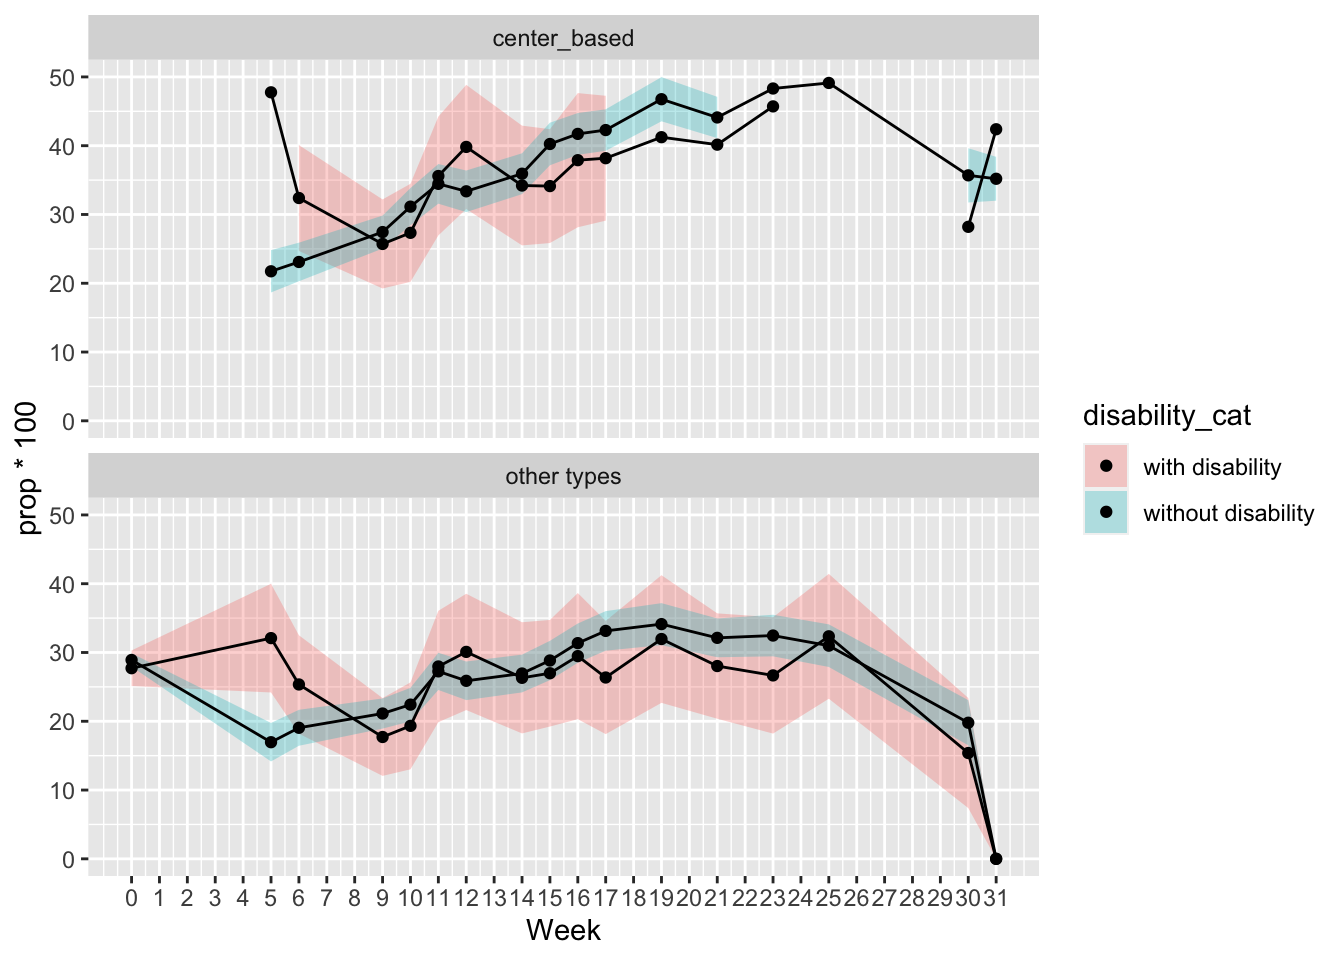 center_based
50
40
30
20
10
0
prop * 100
other types
50
40
30
20
10
0
0 1 2 3 4 5 6 7 8 9 10 11 12 13 14 15 16 17 18 19 20 21 22 23 24 25 26 27 28 29 30 31
Week
disability_cat
with disability
without disability